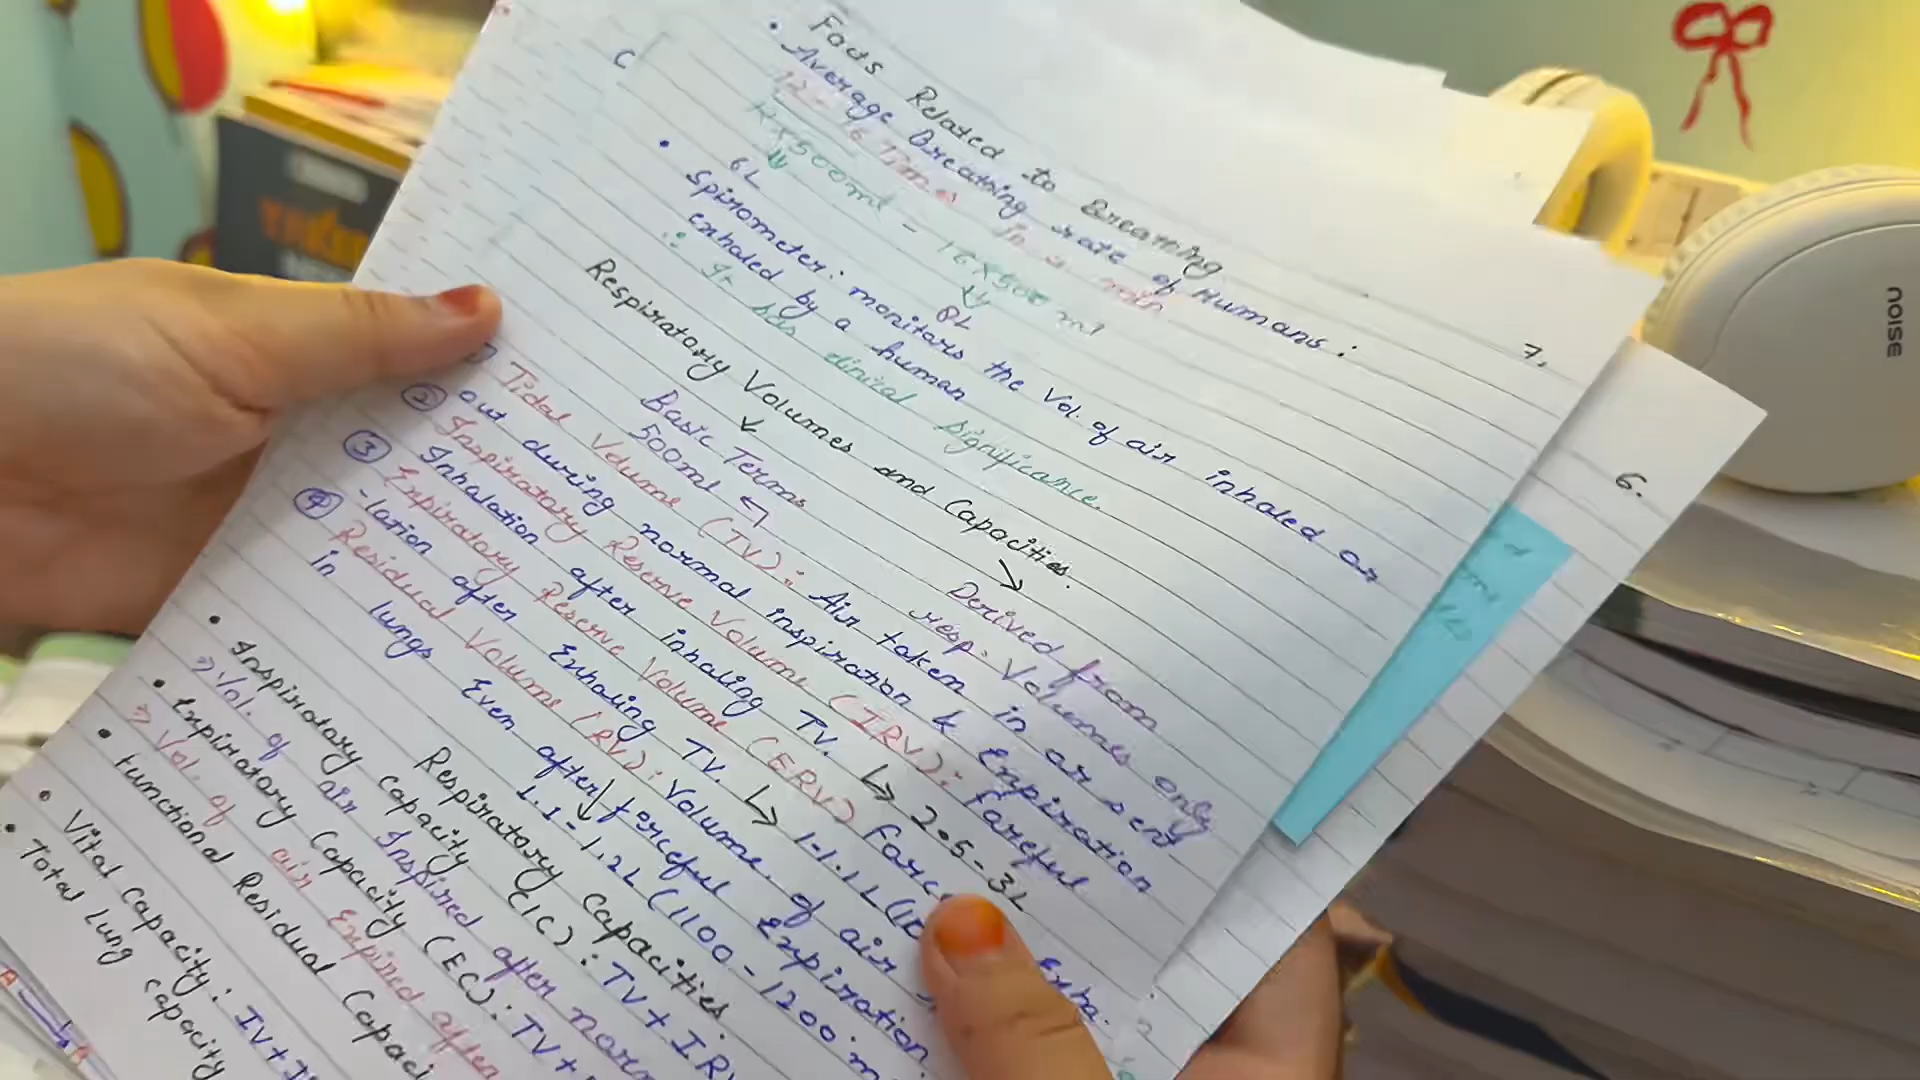 Facts Related to Breathing
7.
• Average Breathing rate of Humans:
12-16 Times in a min
12x500ml - 16x500 ml
6L
8L
• Spirometer: monitors the Vol. of air inhaled or
exhaled by a human
∴ It has clinical significance.
Respiratory Volumes and Capacities.
Basic Terms
Derived from
resp. Volumes only
500ml
Tidal Volume (TV): Air taken in or sent
out during normal inspiration & Expiration
② Inspiratory Reserve Volume (IRV): Forceful
Inhalation after inhaling TV. ↳ 2.5-3L
③ Expiratory Reserve Volume (ERV) Exha.
-lation after Exhaling TV. ↳ 1-1.1L
④ Residual Volume (RV): Volume of air
in lungs Even after forceful Expiration.
1.1-1.2L (1100-1200 m
Respiratory Capacities.
• Inspiratory capacity (IC): TV + IRV
⇒ Vol. of air Inspired after norm
• Expiratory Capacity (EC): TV +
⇒ Vol. of air Expired after
• Functional Residual Capaci
• Vital Capacity: IV + I
• Total Lung capacity
6.
NOISE